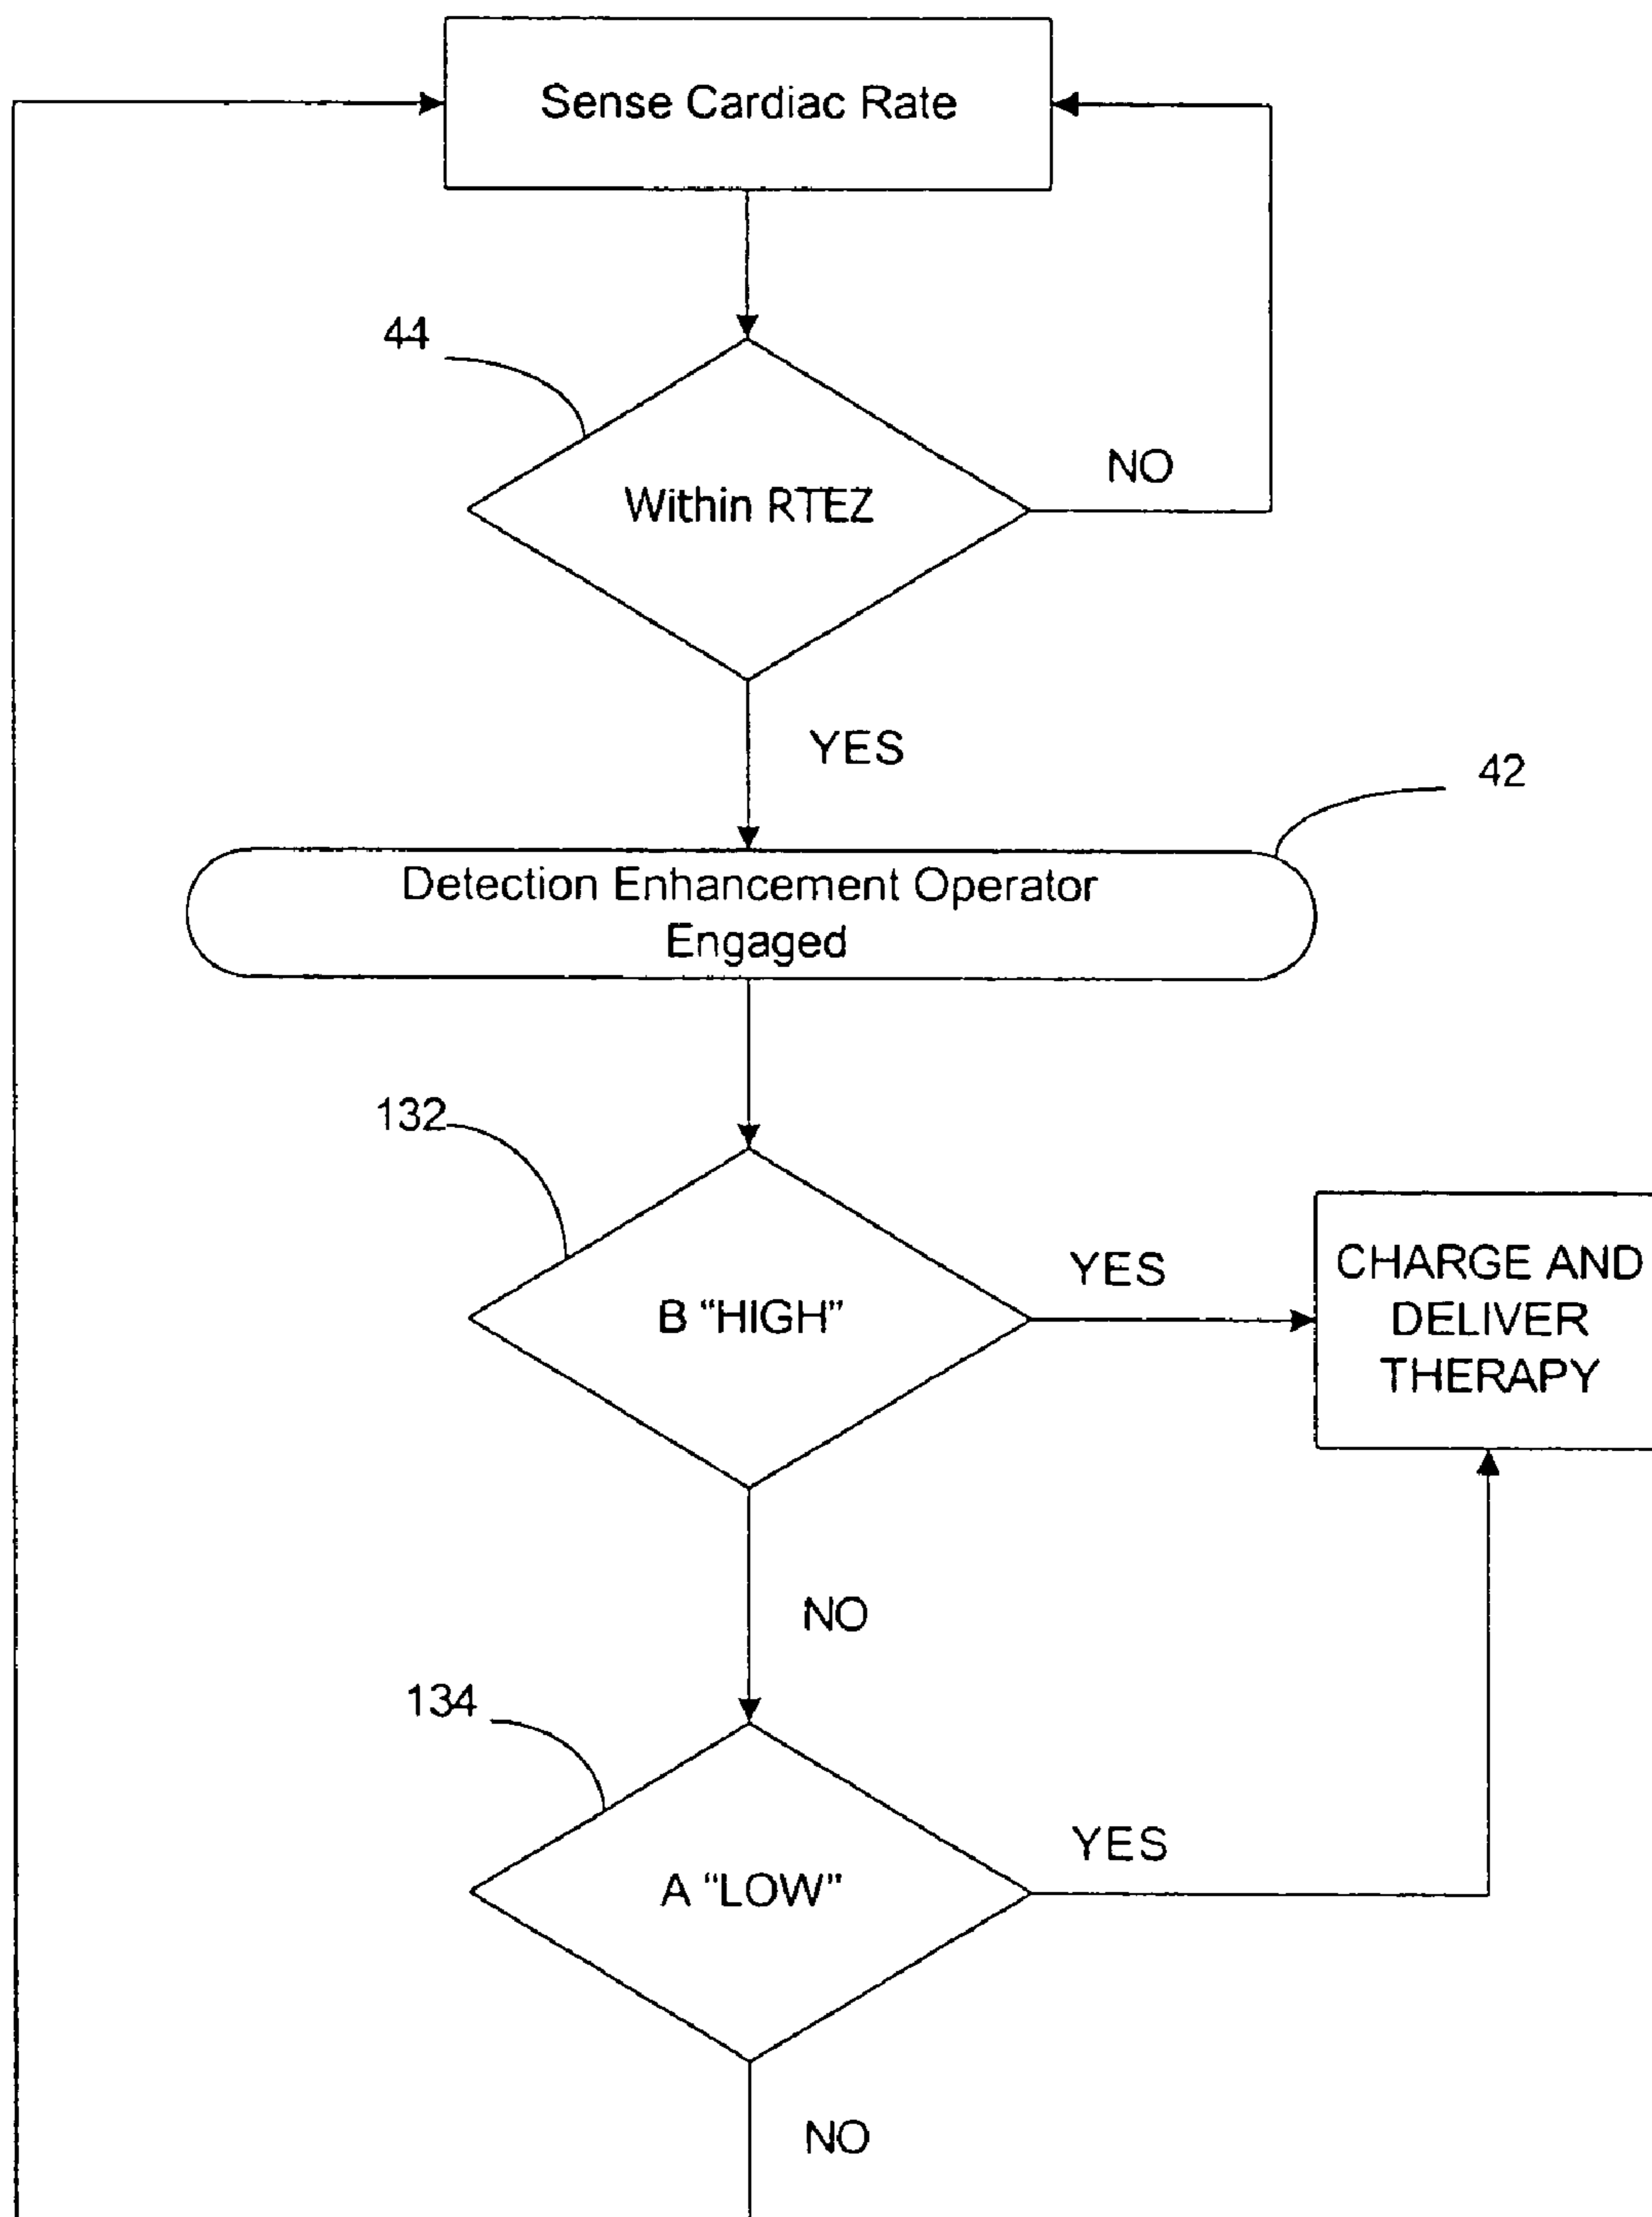 Sense Cardiac Rate
44
NO
Within RTEZ
YES
42
Detection Enhancement Operator
Engaged
132
YES
B “HIGH”
CHARGE AND
DELIVER
THERAPY
NO
134
YES
A “LOW”
NO